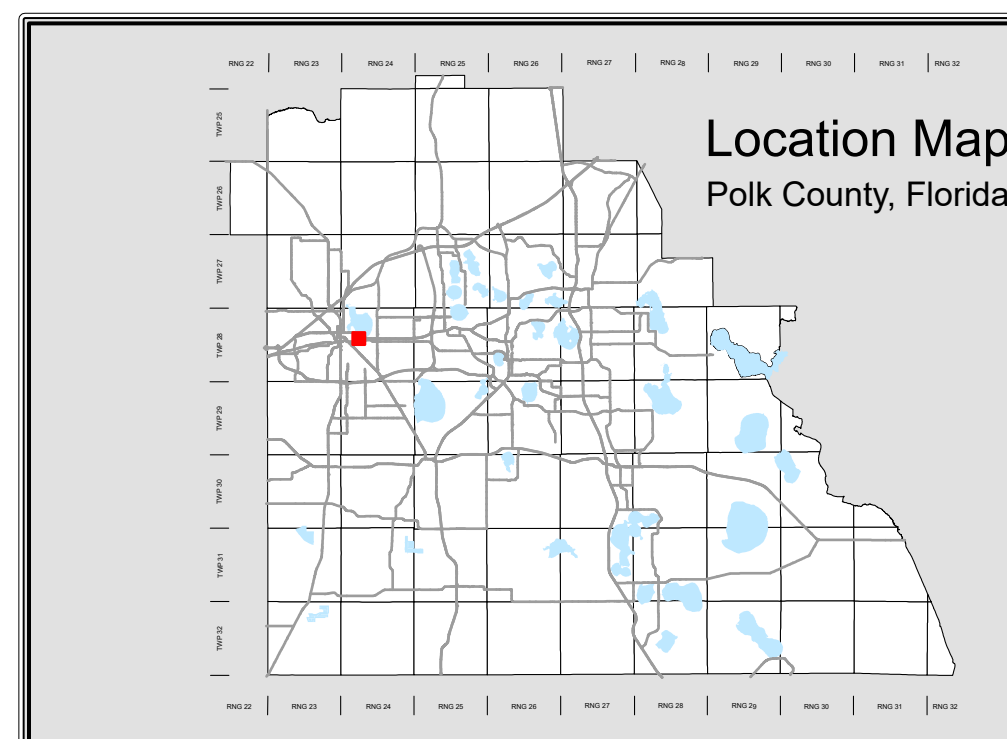 RNG 22 RNG 23 RNG 24 RNG 25 RNG 26 RNG 27 RNG 28 RNG 29 RNG 30 RNG 31 RNG 32
Location Map
Polk County, Florida
TWP 25
TWP 26
TWP 27
TWP 28
TWP 29
TWP 30
TWP 31
TWP 32
RNG 22 RNG 23 RNG 24 RNG 25 RNG 26 RNG 27 RNG 28 RNG 29 RNG 30 RNG 31 RNG 32